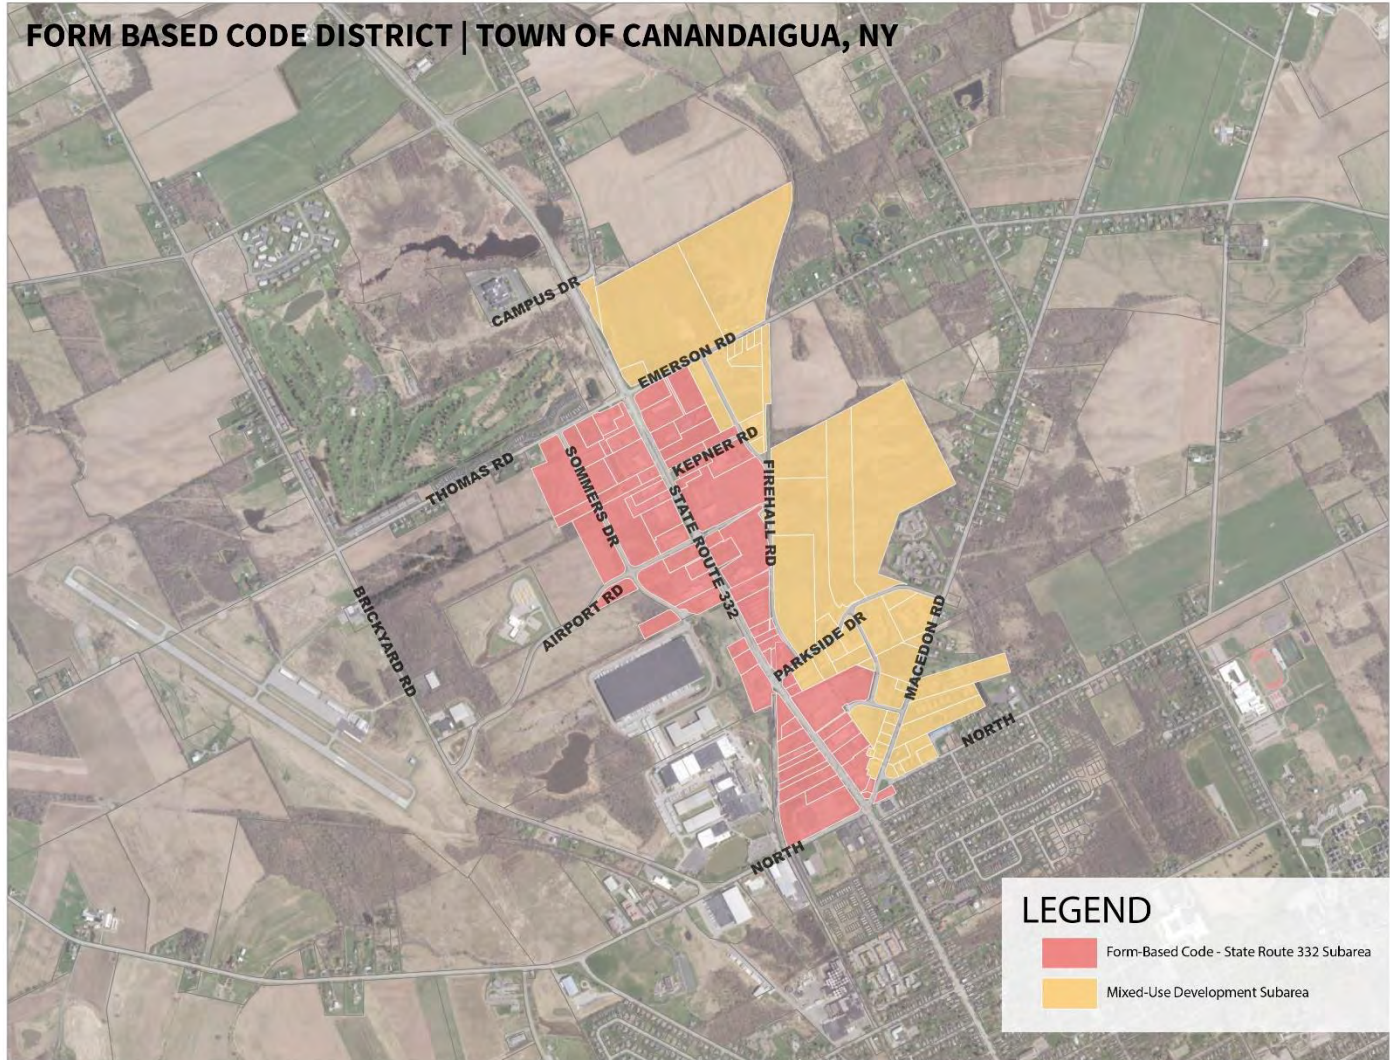 FORM BASED CODE DISTRICT | TOWN OF CANANDAIGUA, NY
CAMPUS DR
EMERSON RD
KEPNER RD
THOMAS RD
SOMMERS DR
STATE ROUTE 332
FIREHALL RD
AIRPORT RD
BRICKYARD RD
PARKSIDE DR
MACEDON RD
NORTH
NORTH
LEGEND
Form-Based Code - State Route 332 Subarea
Mixed-Use Development Subarea